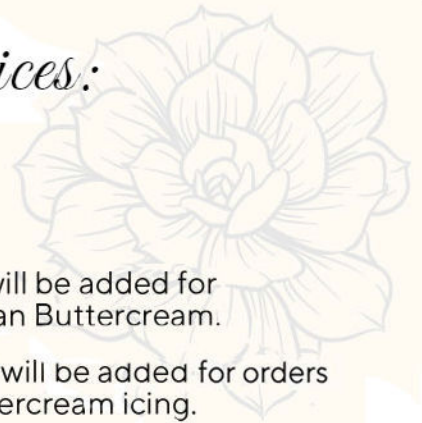 ices:
will be added for
an Buttercream.
will be added for orders
ercream icing.